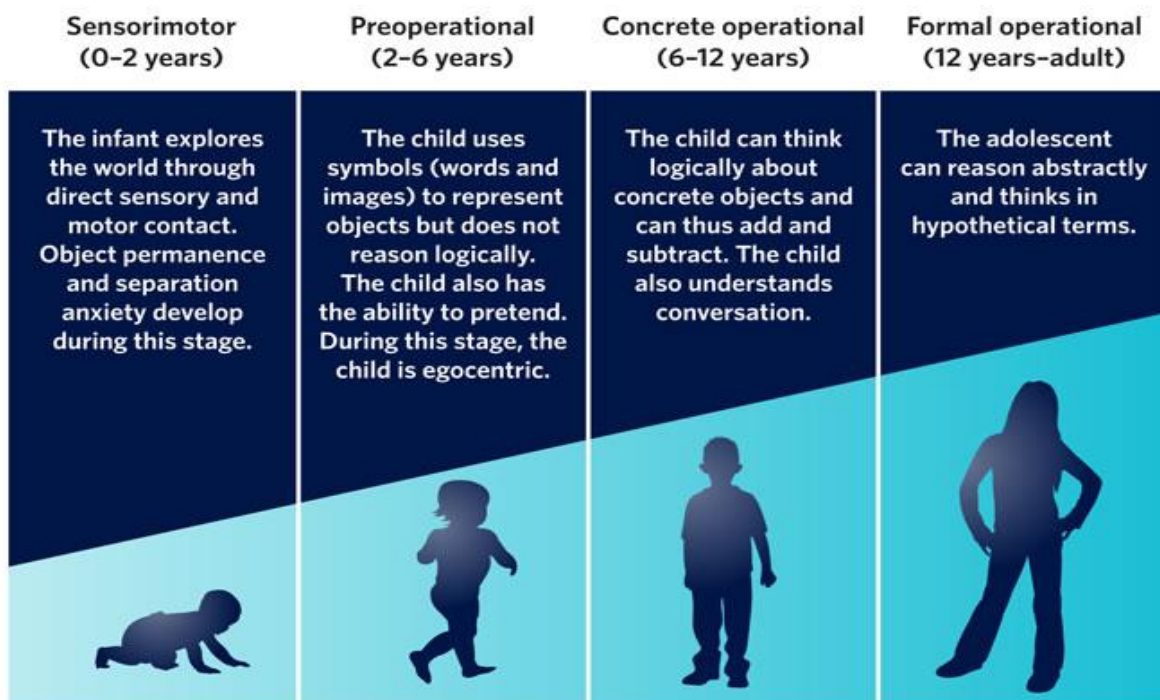 Sensorimotor
(0–2 years)
The infant explores
the world through
direct sensory and
motor contact.
Object permanence
and separation
anxiety develop
during this stage.
Preoperational
(2–6 years)
The child uses
symbols (words and
images) to represent
objects but does not
reason logically.
The child also has
the ability to pretend.
During this stage, the
child is egocentric.
Concrete operational
(6–12 years)
The child can think
logically about
concrete objects and
can thus add and
subtract. The child
also understands
conversation.
Formal operational
(12 years–adult)
The adolescent
can reason abstractly
and thinks in
hypothetical terms.